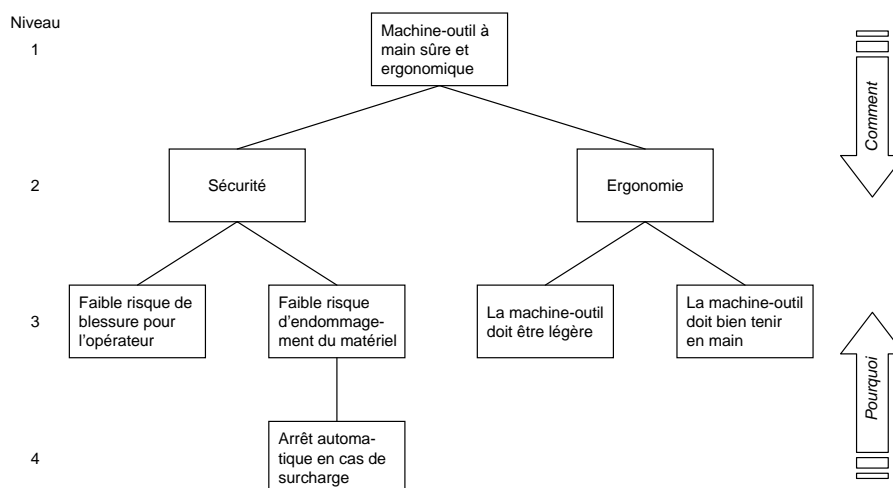 Niveau
1
Machine-outil à
main sûre et
ergonomique
Comment
2
Sécurité
Ergonomie
3
Faible risque de
blessure pour
l'opérateur
Faible risque
d'endommage-
ment du matériel
La machine-outil
doit être légère
La machine-outil
doit bien tenir
en main
Pourquoi
4
Arrêt automa-
tique en cas de
surcharge